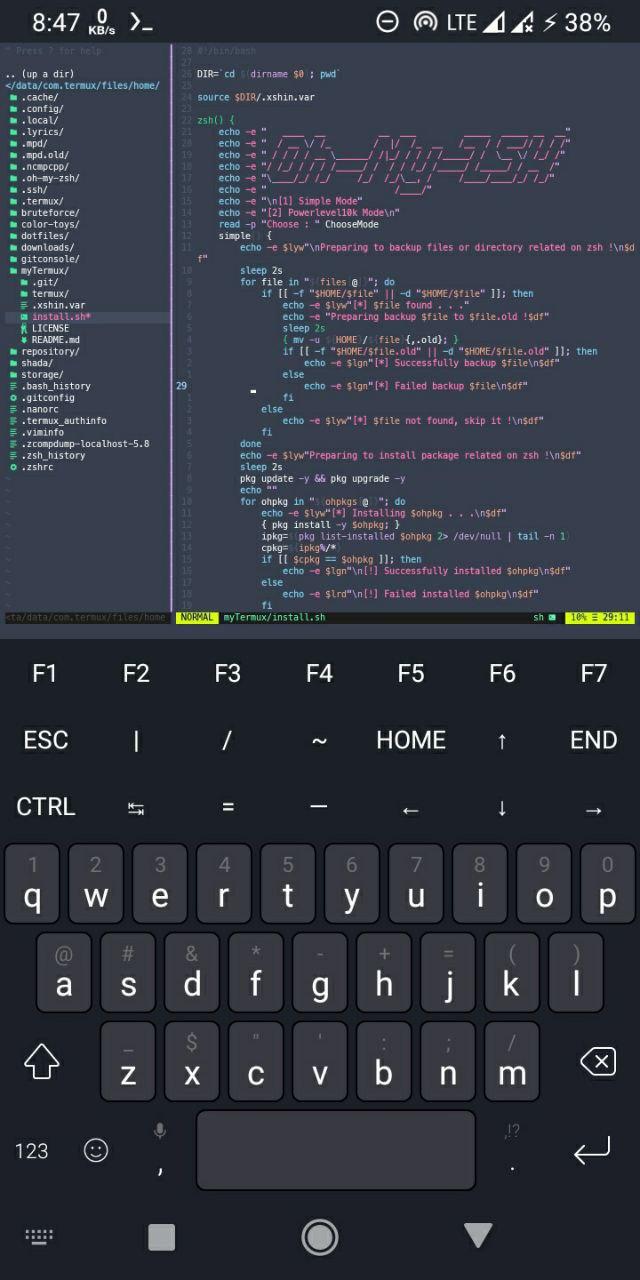 8:47 0 KB/s LTE 38%
" Press ? for help
.. (up a dir)
</data/com.termux/files/home/
.cache/
.config/
.local/
.lyrics/
.mpd/
.mpd.old/
.ncmpcpp/
.oh-my-zsh/
.ssh/
.termux/
bruteforce/
color-toys/
dotfiles/
downloads/
gitconsole/
myTermux/
.git/
termux/
.xshin.var
install.sh*
LICENSE
README.md
repository/
shada/
storage/
.bash_history
.gitconfig
.nanorc
.termux_authinfo
.viminfo
.zcompdump-localhost-5.8
.zsh_history
.zshrc
<ta/data/com.termux/files/home
28 #!/bin/bash
27
26 DIR=`cd $(dirname $0 ; pwd`
25
24 source $DIR/.xshin.var
23
22 zsh() {
21 echo -e "   ____  __            __  ___         _____  _____ __  __"
20 echo -e "
19 echo -e "
18 echo -e "
17 echo -e "
16 echo -e "                        /____/"
15 echo -e "\n[1] Simple Mode"
14 echo -e "[2] Powerlevel10k Mode\n"
13 read -p "Choose : " ChooseMode
12 simple() {
11 echo -e $lyw"\nPreparing to backup files or directory related on zsh !\n$d
f"
10 sleep 2s
9 for file in "${files[@]}"; do
8 if [[ -f "$HOME/$file" || -d "$HOME/$file" ]]; then
7 echo -e $lyw"[*] $file found . . ."
6 echo -e "Preparing backup $file to $file.old !$df"
5 sleep 2s
4 { mv -u ${HOME}/${file}{,.old}; }
3 if [[ -f "$HOME/$file.old" || -d "$HOME/$file.old" ]]; then
2 echo -e $lgn"[*] Successfully backup $file\n$df"
1 else
29 echo -e $lgn"[*] Failed backup $file\n$df"
1 fi
2 else
3 echo -e $lyw"[*] $file not found, skip it !\n$df"
4 fi
5 done
6 echo -e $lyw"Preparing to install package related on zsh !\n$df"
7 sleep 2s
8 pkg update -y && pkg upgrade -y
9 echo ""
10 for ohpkg in "${ohpkgs[@]}"; do
11 echo -e $lyw"[*] Installing $ohpkg . . .\n$df"
12 { pkg install -y $ohpkg; }
13 ipkg=$(pkg list-installed $ohpkg 2> /dev/null | tail -n 1)
14 cpkg=${ipkg%/*}
15 if [[ $cpkg == $ohpkg ]]; then
16 echo -e $lgn"\n[!] Successfully installed $ohpkg\n$df"
17 else
18 echo -e $lrd"\n[!] Failed installed $ohpkg\n$df"
19 fi
NORMAL myTermux/install.sh sh 10% ☰ 29:11
F1 F2 F3 F4 F5 F6 F7
ESC | / ~ HOME ↑ END
CTRL ↹ = — ← ↓ →
1 2 3 4 5 6 7 8 9 0
q w e r t y u i o p
@ # & * - + = ( )
a s d f g h j k l
_ $ " ' : ; /
z x c v b n m
123 , ,!? .